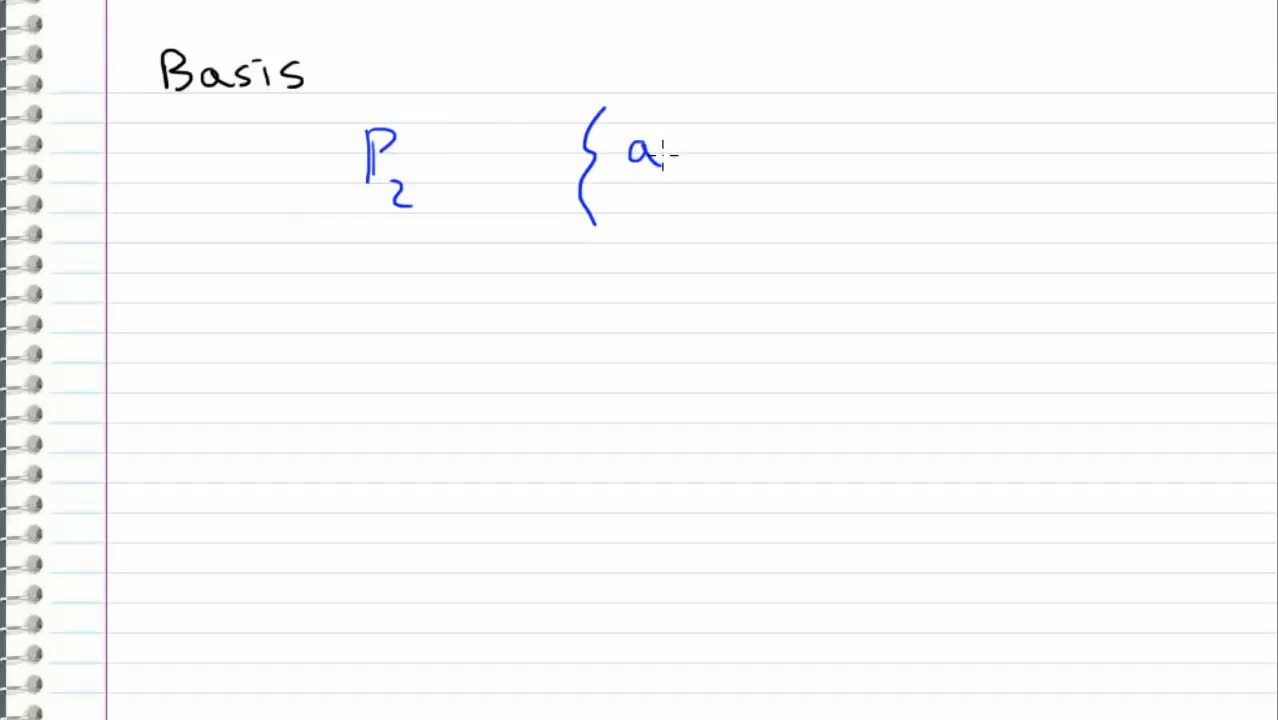 Basis
P₂ { a